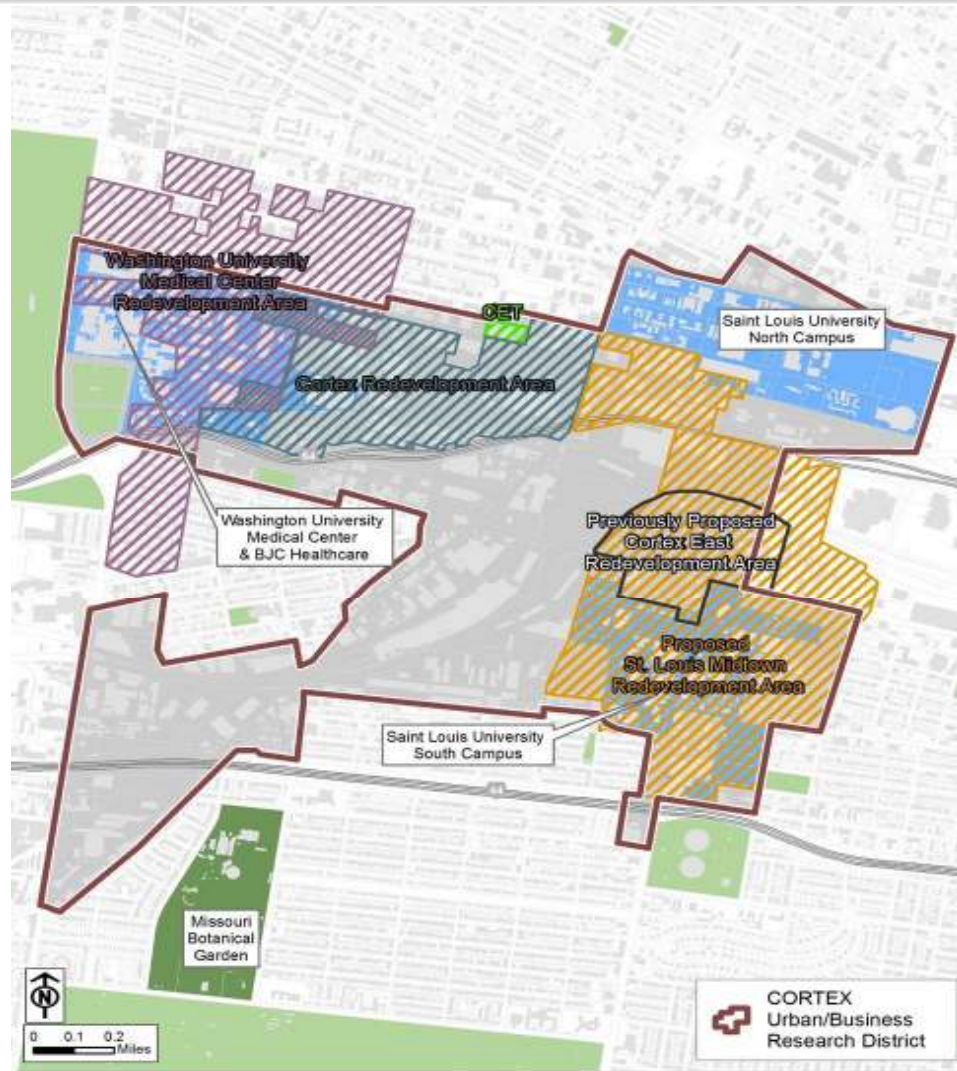 Washington University
Medical Center
Redevelopment Area
CET
Saint Louis University
North Campus
Cortex Redevelopment Area
Washington University
Medical Center
& BJC Healthcare
Previously Proposed
Cortex East
Redevelopment Area
Proposed
St. Louis Midtown
Redevelopment Area
Saint Louis University
South Campus
44
Missouri
Botanical
Garden
N
0 0.1 0.2
Miles
CORTEX
Urban/Business
Research District